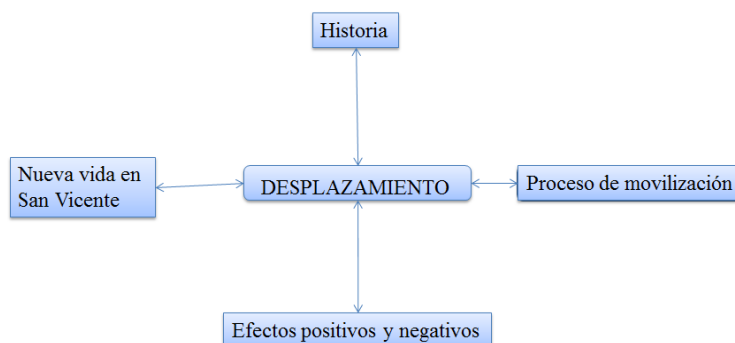 Historia
Nueva vida en
San Vicente
DESPLAZAMIENTO
Proceso de movilización
Efectos positivos y negativos